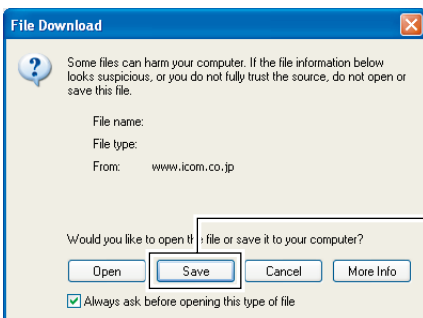 File Download
Some files can harm your computer. If the file information below
looks suspicious, or you do not fully trust the source, do not open or
save this file.
File name:
File type:
From: www.icom.co.jp
Would you like to open the file or save it to your computer?
Open Save Cancel More Info
Always ask before opening this type of file